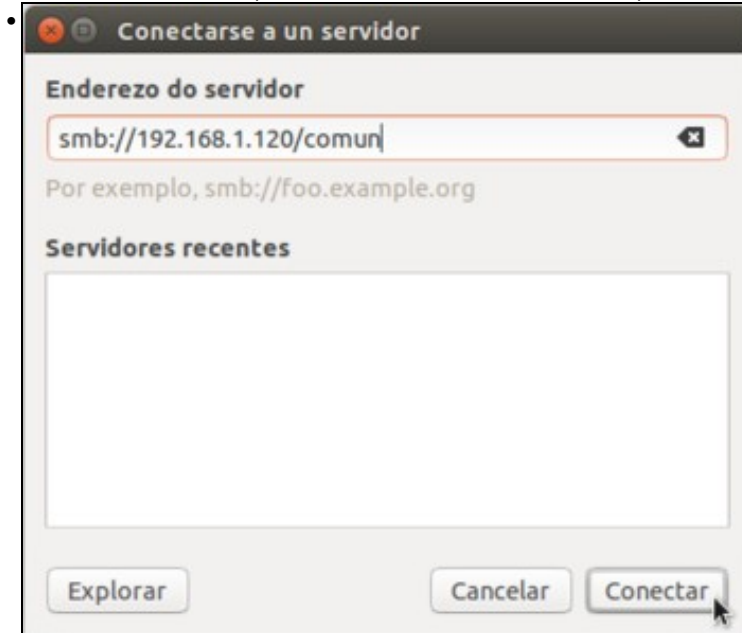 Conectarse a un servidor
Enderezo do servidor
smb://192.168.1.120/comun
Por exemplo, smb://foo.example.org
Servidores recentes
Explorar Cancelar Conectar